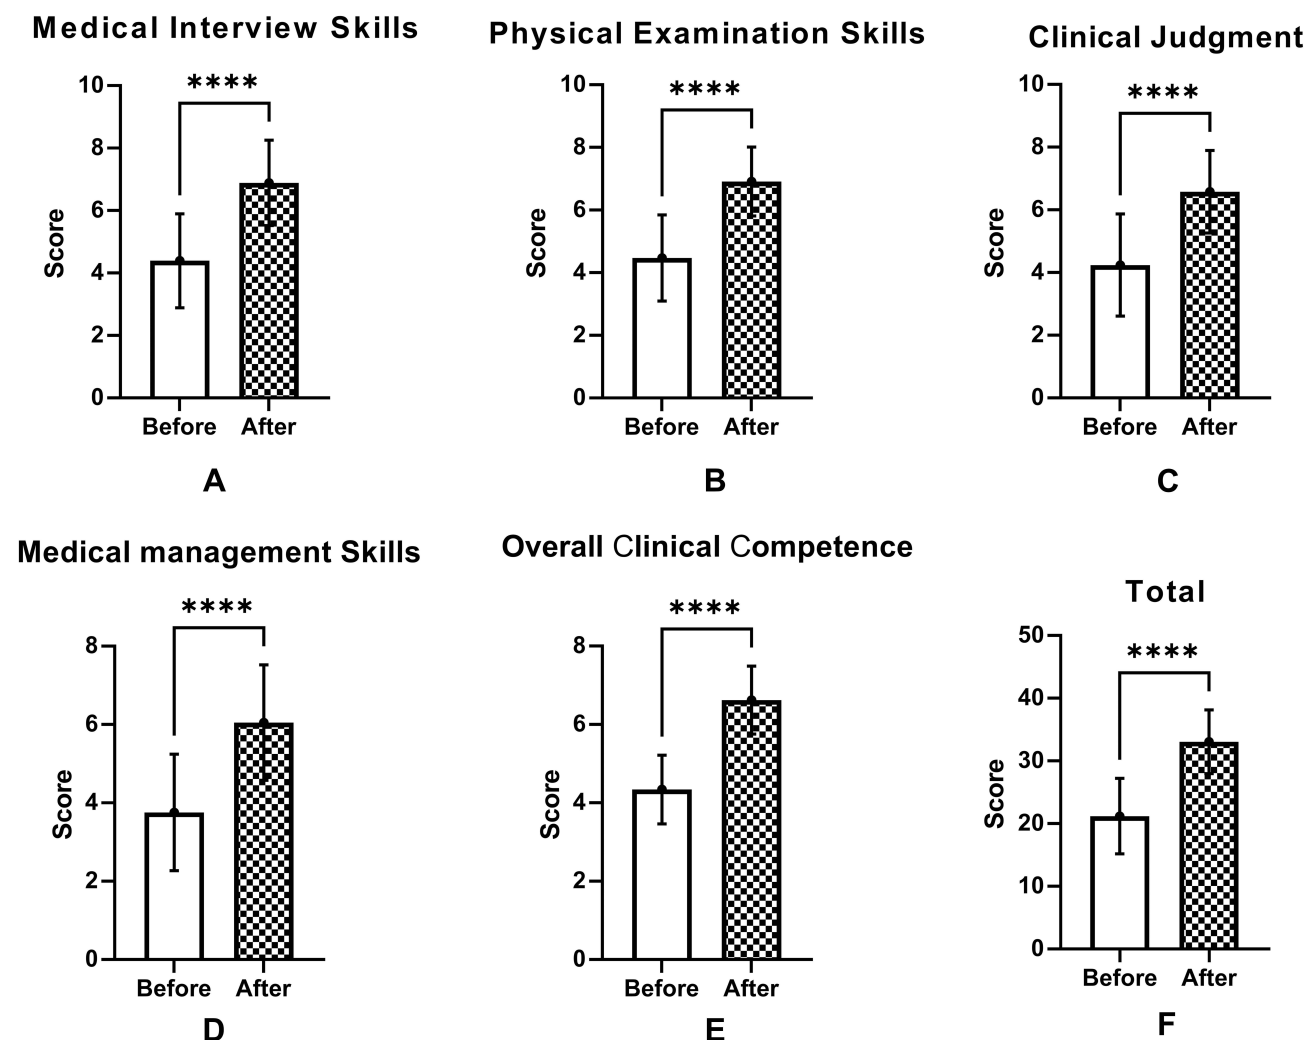 Medical Interview Skills
****
10
8
6
4
2
0
Score
Before After
A
Physical Examination Skills
****
10
8
6
4
2
0
Score
Before After
B
Clinical Judgment
****
10
8
6
4
2
0
Score
Before After
C
Medical management Skills
****
8
6
4
2
0
Score
Before After
D
Overall Clinical Competence
****
8
6
4
2
0
Score
Before After
E
Total
****
50
40
30
20
10
0
Score
Before After
F